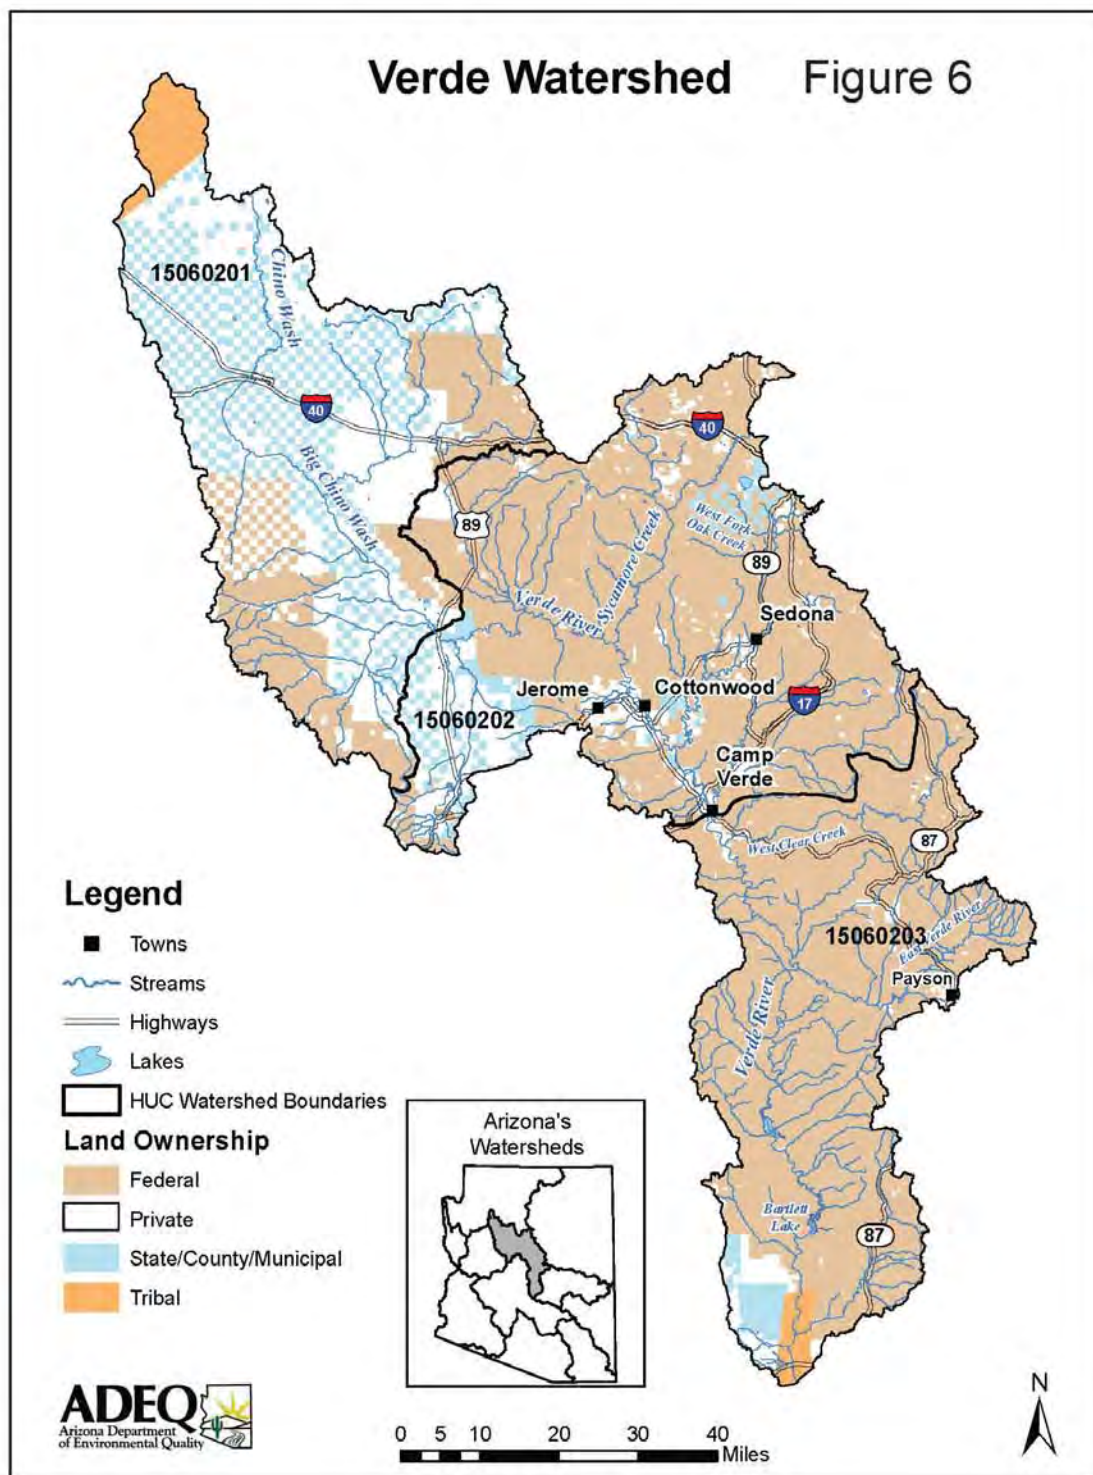 Verde Watershed Figure 6
15060201
Chino Wash
40
40
Big Chino Wash
89
West Fork
Oak Creek
89
Sycamore Creek
Verde River
Sedona
Jerome
Cottonwood
17
15060202
Camp
Verde
West Clear Creek
87
15060203
East Verde River
Payson
Verde River
Bartlett
Lake
87
Legend
Towns
Streams
Highways
Lakes
HUC Watershed Boundaries
Land Ownership
Federal
Private
State/County/Municipal
Tribal
Arizona's
Watersheds
ADEQ
Arizona Department
of Environmental Quality
0 5 10 20 30 40
Miles
N